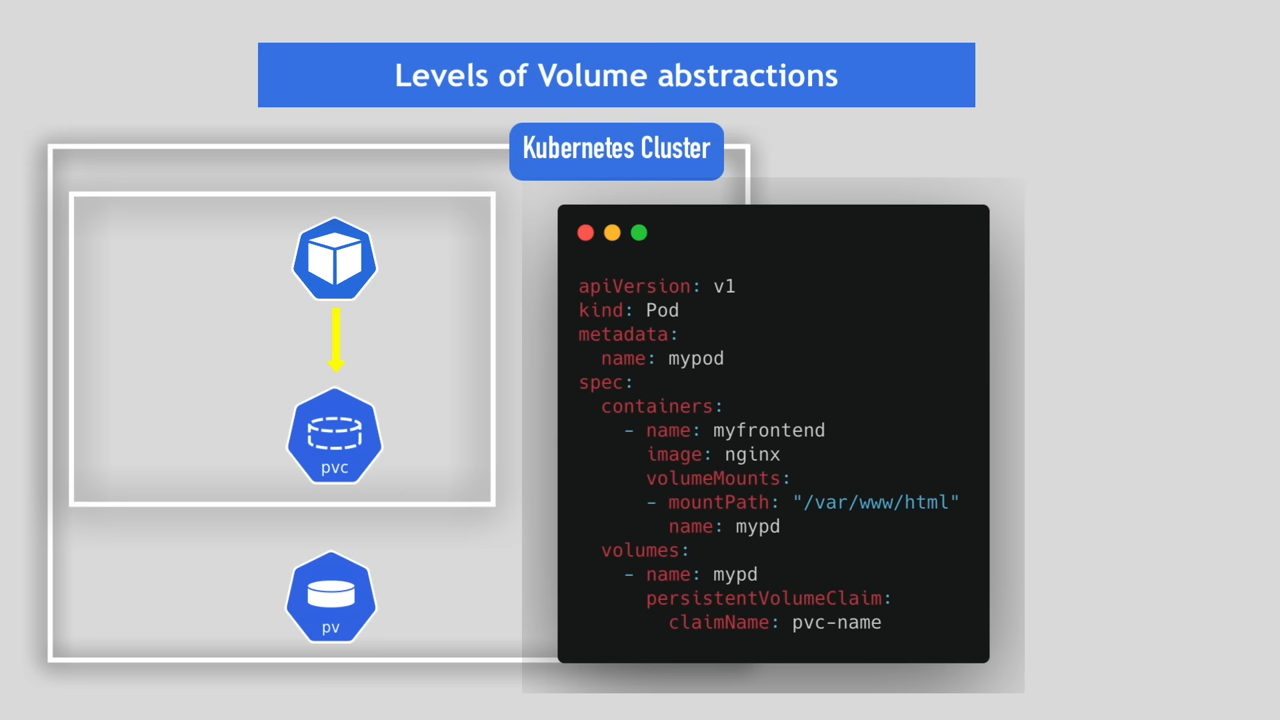 Levels of Volume abstractions
Kubernetes Cluster
pvc
pv
apiVersion: v1
kind: Pod
metadata:
  name: mypod
spec:
  containers:
    - name: myfrontend
      image: nginx
      volumeMounts:
      - mountPath: "/var/www/html"
        name: mypd
  volumes:
    - name: mypd
      persistentVolumeClaim:
        claimName: pvc-name